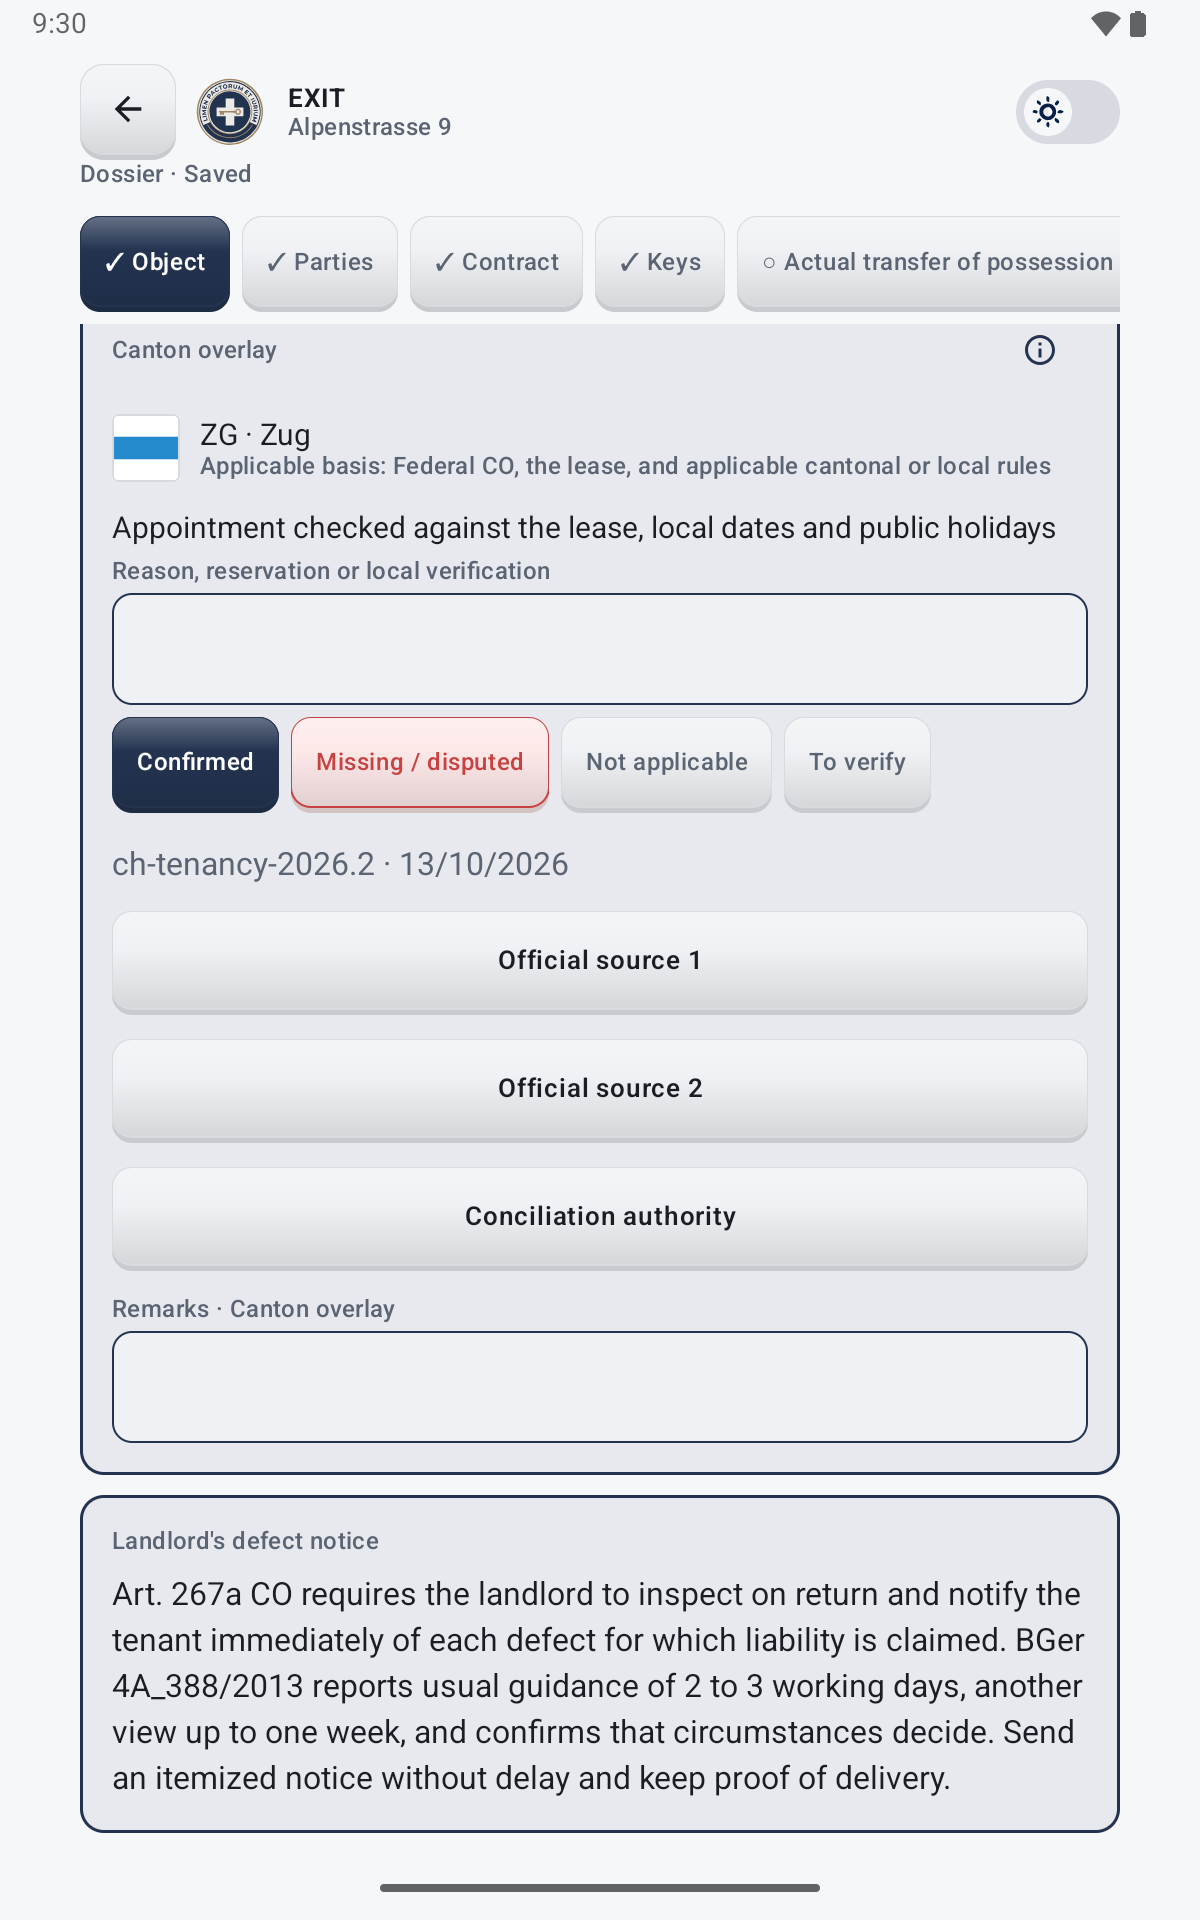 9:30
LIMEN PACTORUM ET IURIUM
EXIT
Alpenstrasse 9
Dossier · Saved
✓ Object
✓ Parties
✓ Contract
✓ Keys
○ Actual transfer of possession
Canton overlay
ZG · Zug
Applicable basis: Federal CO, the lease, and applicable cantonal or local rules
Appointment checked against the lease, local dates and public holidays
Reason, reservation or local verification
Confirmed
Missing / disputed
Not applicable
To verify
ch-tenancy-2026.2 · 13/10/2026
Official source 1
Official source 2
Conciliation authority
Remarks · Canton overlay
Landlord's defect notice
Art. 267a CO requires the landlord to inspect on return and notify the
tenant immediately of each defect for which liability is claimed. BGer
4A_388/2013 reports usual guidance of 2 to 3 working days, another
view up to one week, and confirms that circumstances decide. Send
an itemized notice without delay and keep proof of delivery.